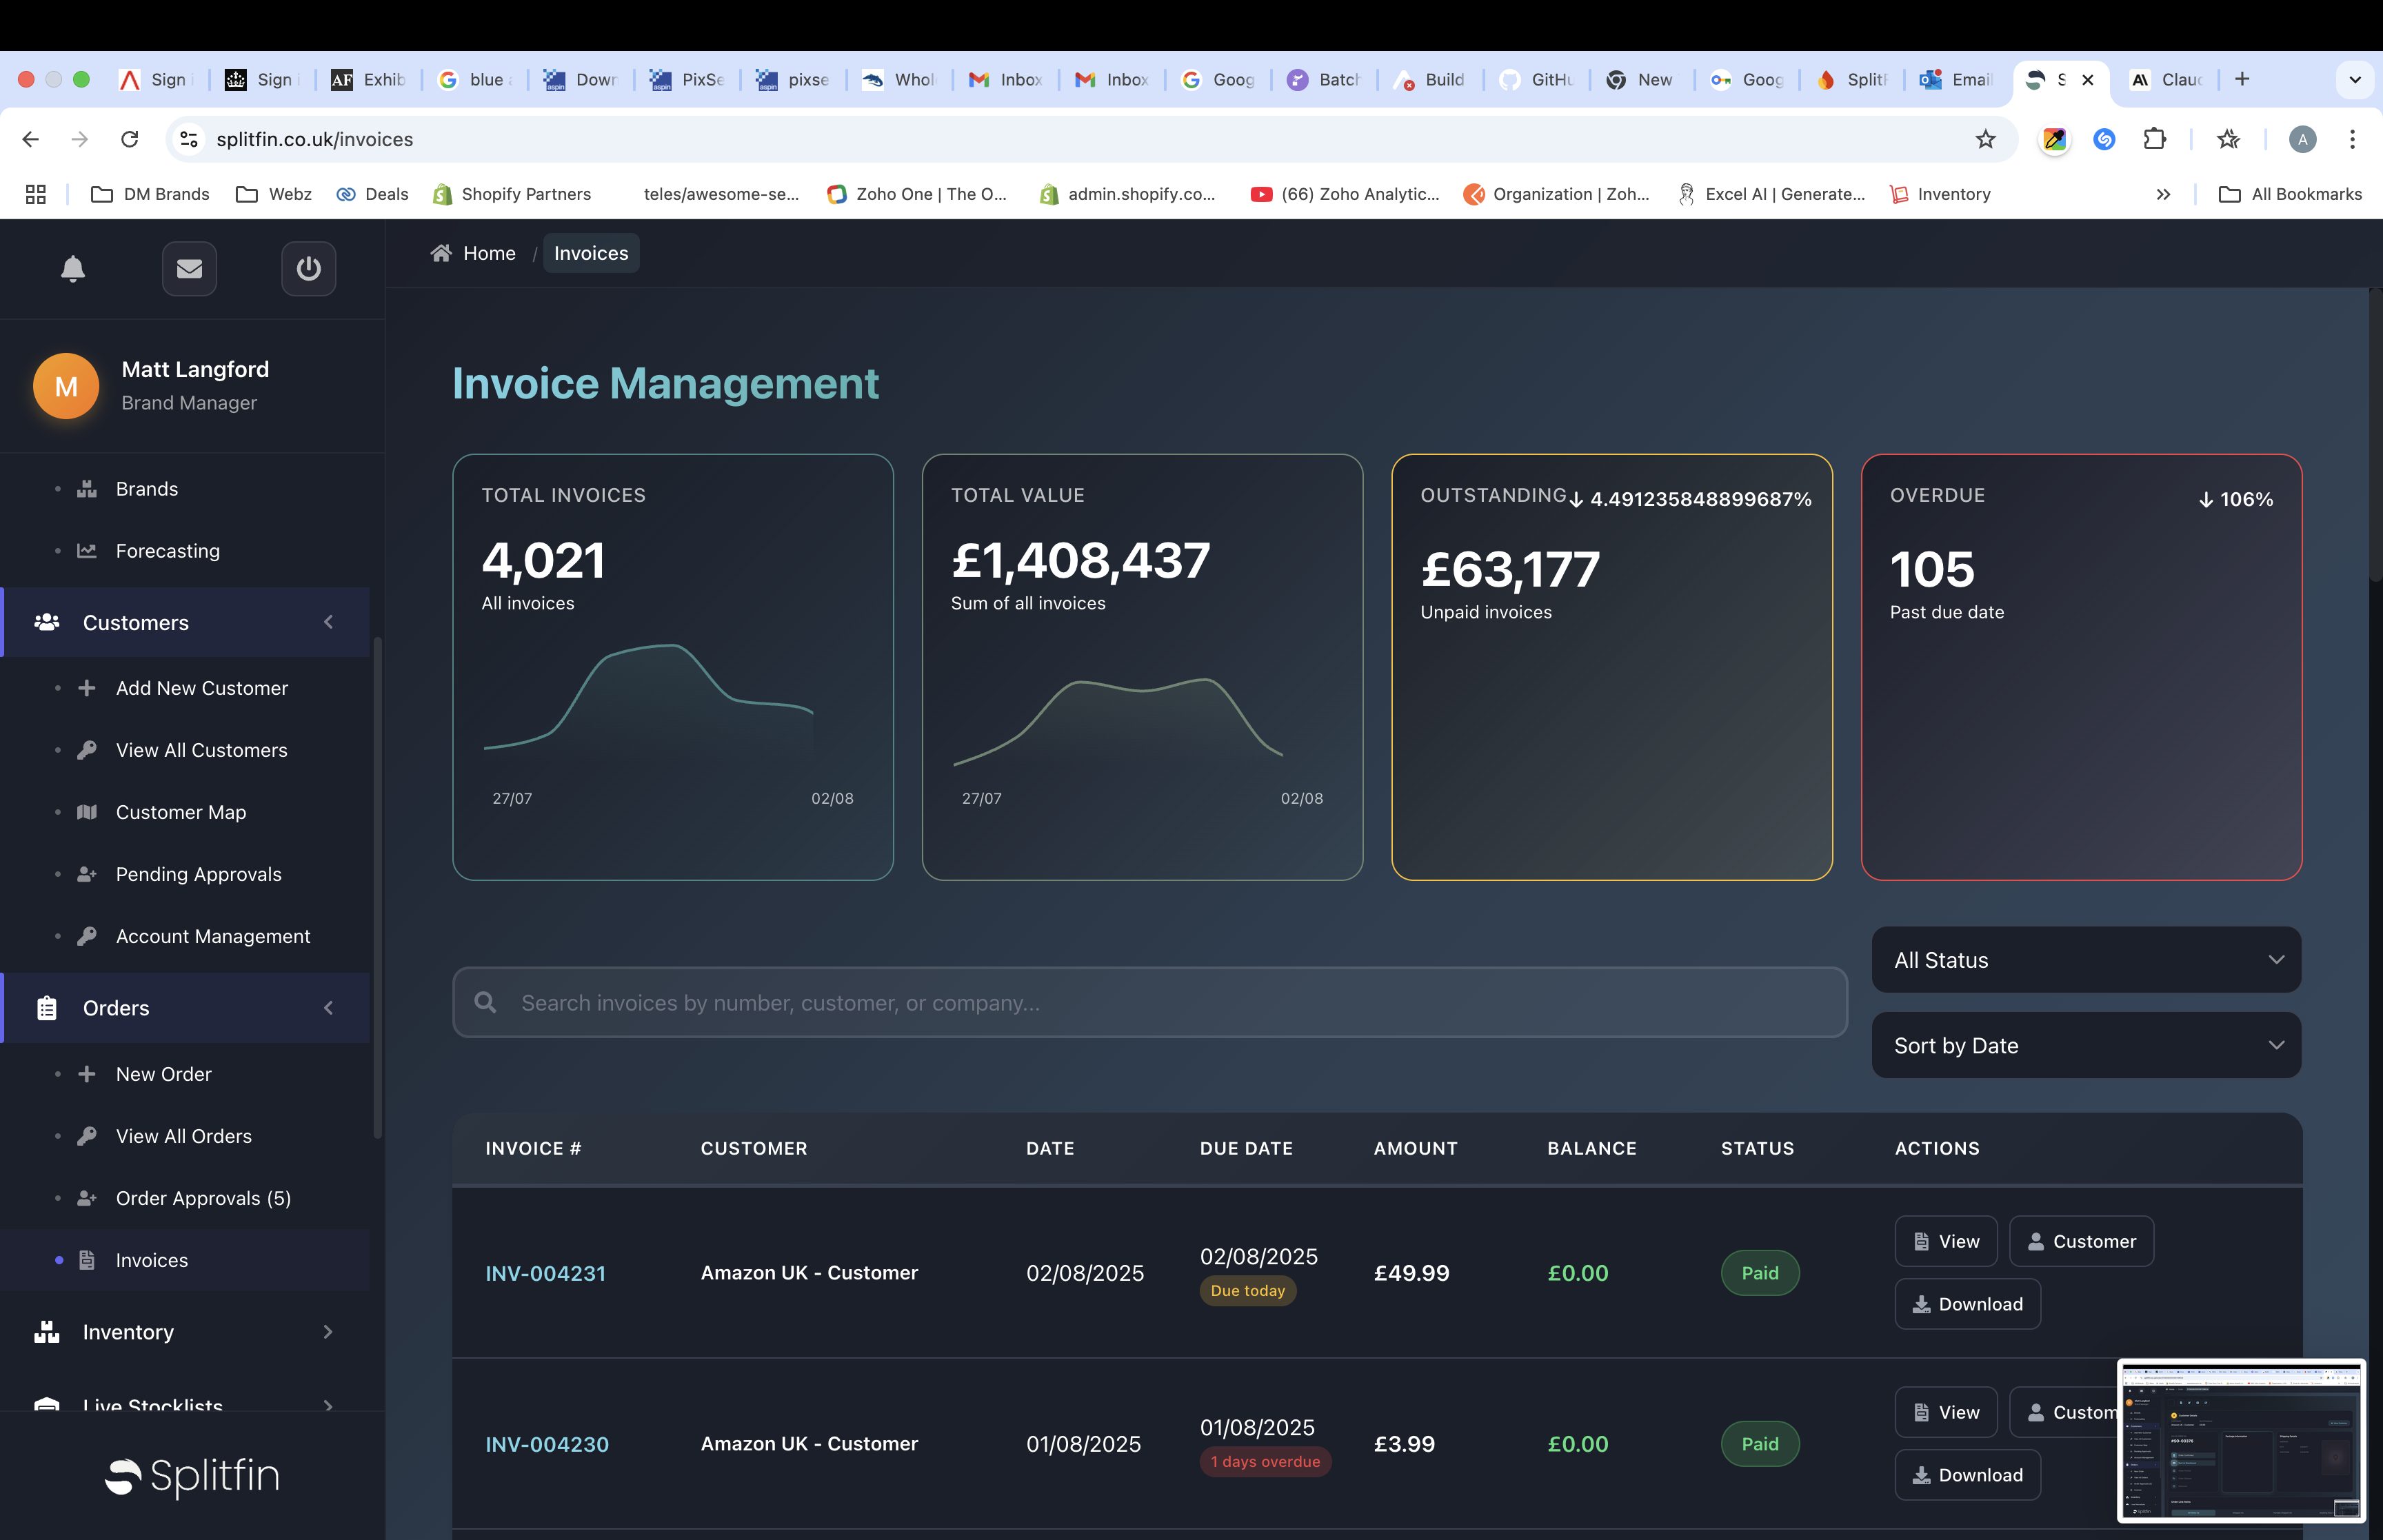 Sign i
Sign i
AF Exhib
blue a
Down
PixSe
pixse
Whol
Inbox
Inbox
Goog
Batch
Build
GitHu
New
Goog
SplitF
Email
S
Claud
splitfin.co.uk/invoices
A
DM Brands
Webz
Deals
Shopify Partners
teles/awesome-se...
Zoho One | The O...
admin.shopify.co...
(66) Zoho Analytic...
Organization | Zoh...
Excel AI | Generate...
Inventory
All Bookmarks
Home / Invoices
M
Matt Langford
Brand Manager
Brands
Forecasting
Customers
Add New Customer
View All Customers
Customer Map
Pending Approvals
Account Management
Orders
New Order
View All Orders
Order Approvals (5)
Invoices
Inventory
Live Stocklists
Splitfin
Invoice Management
TOTAL INVOICES
4,021
All invoices
27/07 02/08
TOTAL VALUE
£1,408,437
Sum of all invoices
27/07 02/08
OUTSTANDING ↓ 4.491235848899687%
£63,177
Unpaid invoices
OVERDUE ↓ 106%
105
Past due date
Search invoices by number, customer, or company...
All Status
Sort by Date
INVOICE # CUSTOMER DATE DUE DATE AMOUNT BALANCE STATUS ACTIONS
INV-004231 Amazon UK - Customer 02/08/2025 02/08/2025 £49.99 £0.00 Paid View Customer
Due today
Download
INV-004230 Amazon UK - Customer 01/08/2025 01/08/2025 £3.99 £0.00 Paid View Custom
1 days overdue
Download